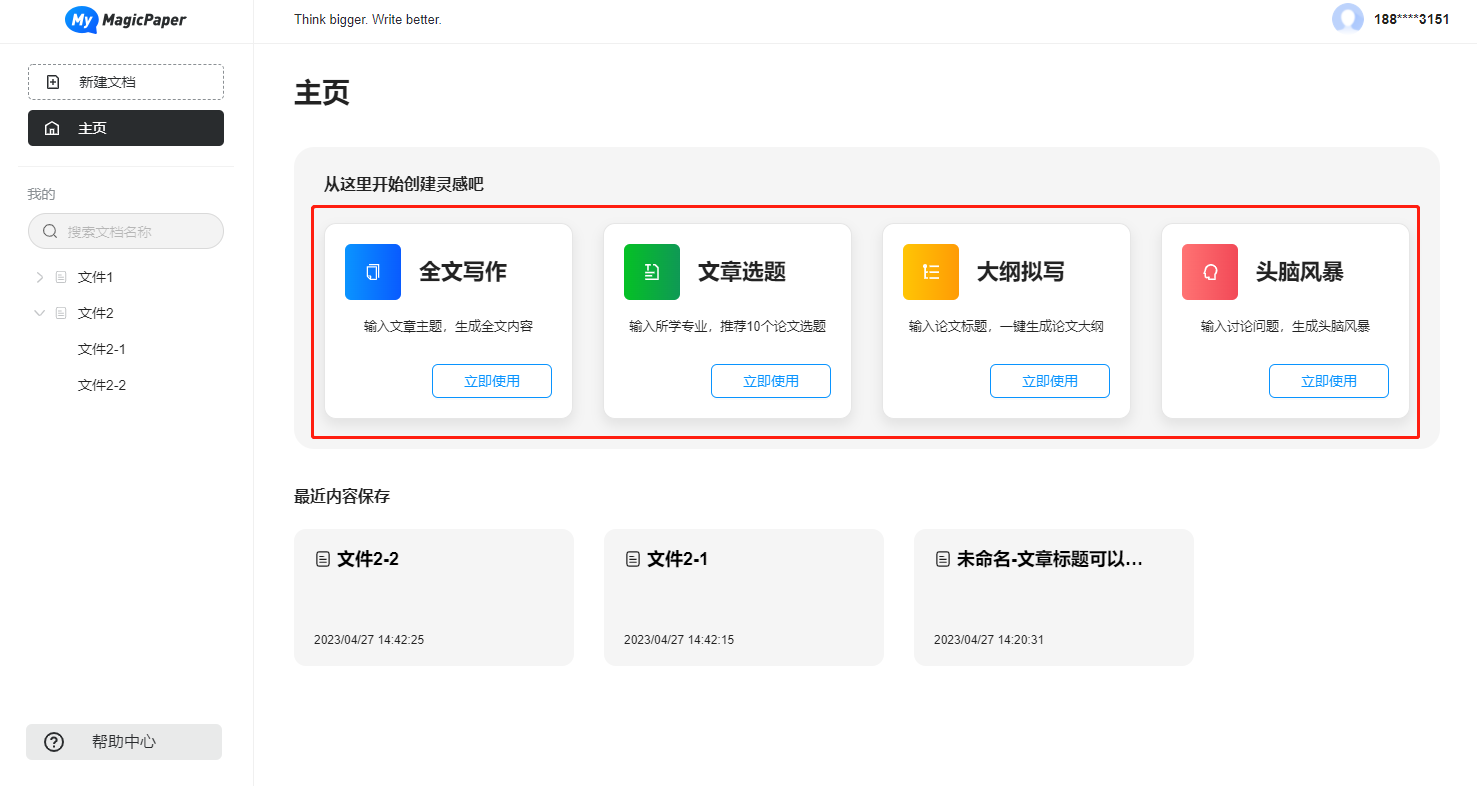 My MagicPaper
Think bigger. Write better.
188****3151
新建文档
主页
我的
搜索文档名称
文件1
文件2
文件2-1
文件2-2
帮助中心
主页
从这里开始创建灵感吧
全文写作
输入文章主题，生成全文内容
立即使用
文章选题
输入所学专业，推荐10个论文选题
立即使用
大纲拟写
输入论文标题，一键生成论文大纲
立即使用
头脑风暴
输入讨论问题，生成头脑风暴
立即使用
最近内容保存
文件2-2
2023/04/27 14:42:25
文件2-1
2023/04/27 14:42:15
未命名-文章标题可以...
2023/04/27 14:20:31